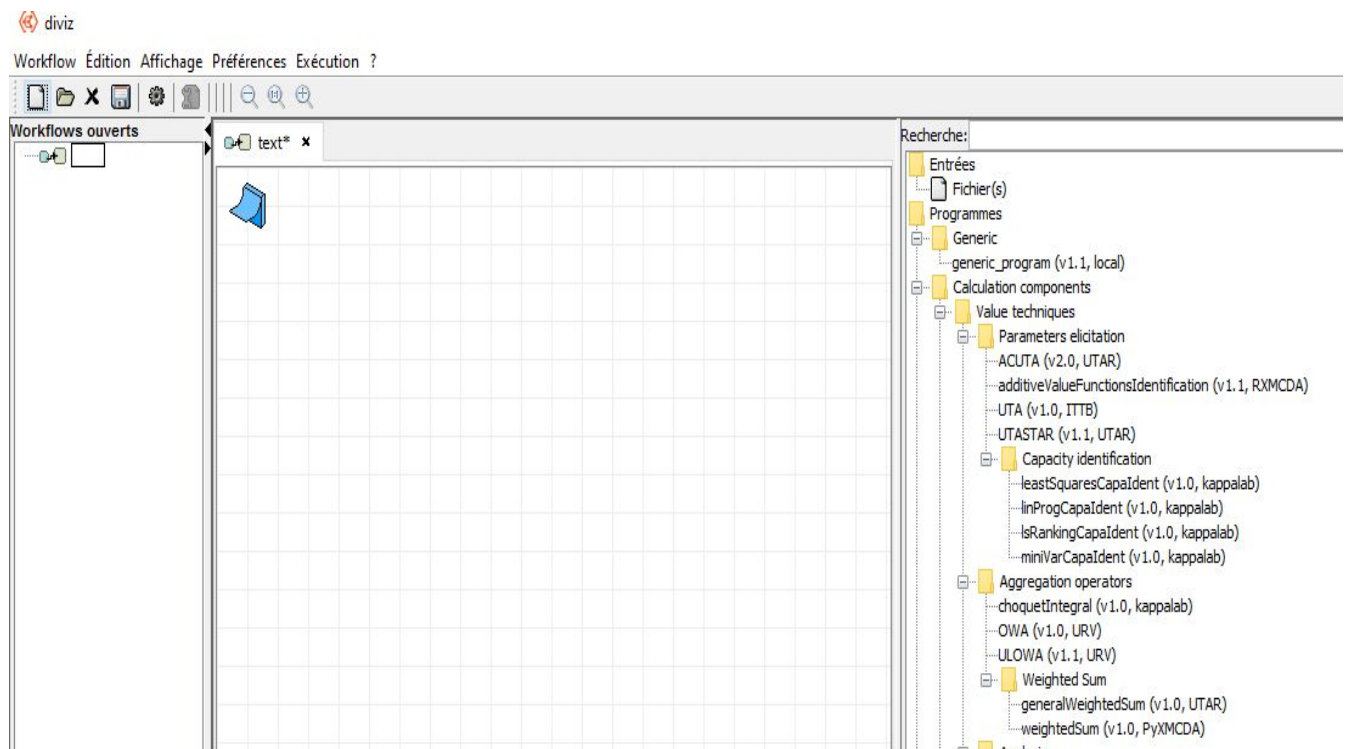 diviz
Workflow Édition Affichage Préférences Exécution ?
Workflows ouverts
text*
Recherche:
Entrées
Fichier(s)
Programmes
Generic
generic_program (v1.1, local)
Calculation components
Value techniques
Parameters elicitation
ACUTA (v2.0, UTAR)
additiveValueFunctionsIdentification (v1.1, RXMCDA)
UTA (v1.0, ITTB)
UTASTAR (v1.1, UTAR)
Capacity identification
leastSquaresCapaIdent (v1.0, kappalab)
linProgCapaIdent (v1.0, kappalab)
lsRankingCapaIdent (v1.0, kappalab)
miniVarCapaIdent (v1.0, kappalab)
Aggregation operators
choquetIntegral (v1.0, kappalab)
OWA (v1.0, URV)
ULOWA (v1.1, URV)
Weighted Sum
generalWeightedSum (v1.0, UTAR)
weightedSum (v1.0, PyXMCDA)